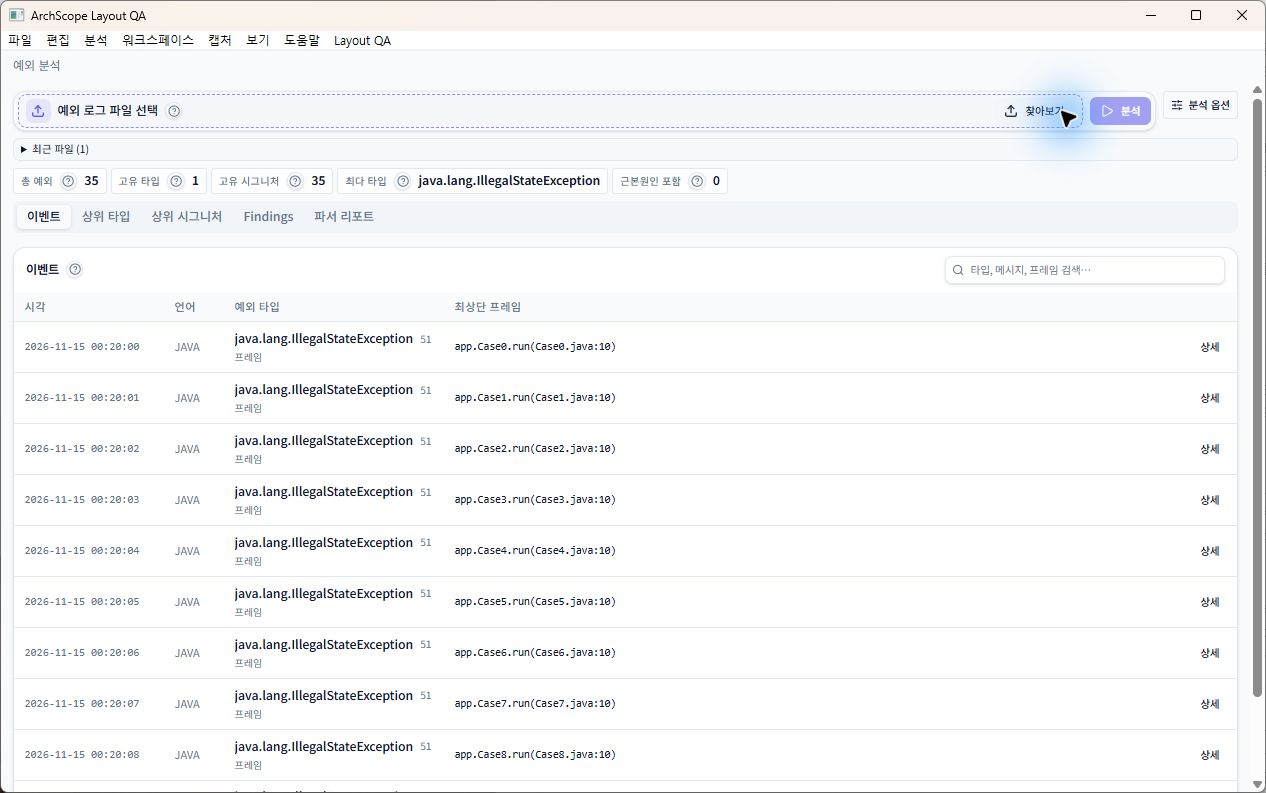 ArchScope Layout QA
파일 편집 분석 워크스페이스 캡처 보기 도움말 Layout QA
예외 분석
예외 로그 파일 선택 찾아보기 분석 분석 옵션
최근 파일 (1)
총 예외 35 고유 타입 1 고유 시그니처 35 최다 타입 java.lang.IllegalStateException 근본원인 포함 0
이벤트 상위 타입 상위 시그니처 Findings 파서 리포트
이벤트 타입, 메시지, 프레임 검색…
시각 언어 예외 타입 최상단 프레임
2026-11-15 00:20:00 JAVA java.lang.IllegalStateException 51 app.Case0.run(Case0.java:10) 상세
프레임
2026-11-15 00:20:01 JAVA java.lang.IllegalStateException 51 app.Case1.run(Case1.java:10) 상세
프레임
2026-11-15 00:20:02 JAVA java.lang.IllegalStateException 51 app.Case2.run(Case2.java:10) 상세
프레임
2026-11-15 00:20:03 JAVA java.lang.IllegalStateException 51 app.Case3.run(Case3.java:10) 상세
프레임
2026-11-15 00:20:04 JAVA java.lang.IllegalStateException 51 app.Case4.run(Case4.java:10) 상세
프레임
2026-11-15 00:20:05 JAVA java.lang.IllegalStateException 51 app.Case5.run(Case5.java:10) 상세
프레임
2026-11-15 00:20:06 JAVA java.lang.IllegalStateException 51 app.Case6.run(Case6.java:10) 상세
프레임
2026-11-15 00:20:07 JAVA java.lang.IllegalStateException 51 app.Case7.run(Case7.java:10) 상세
프레임
2026-11-15 00:20:08 JAVA java.lang.IllegalStateException 51 app.Case8.run(Case8.java:10) 상세
프레임